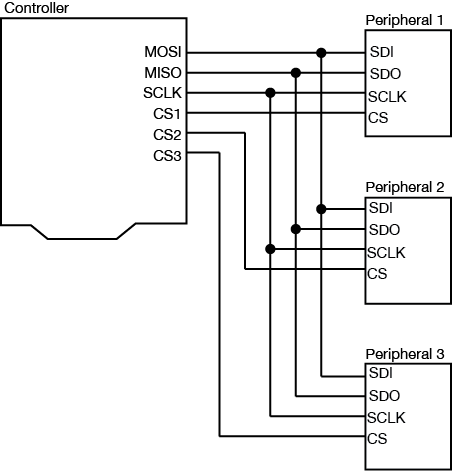 Controller
MOSI
MISO
SCLK
CS1
CS2
CS3
Peripheral 1
SDI
SDO
SCLK
CS
Peripheral 2
SDI
SDO
SCLK
CS
Peripheral 3
SDI
SDO
SCLK
CS